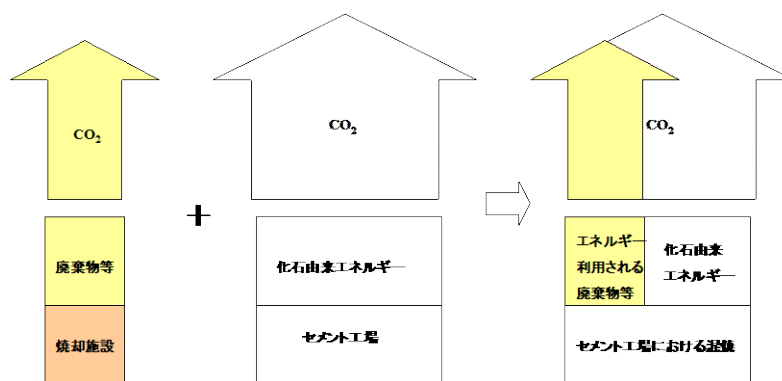 CO2
CO2
CO2
+
廃棄物等
化石由来エネルギー
エネルギー
利用される
廃棄物等
化石由来
エネルギー
焼却施設
セメント工場
セメント工場における混焼